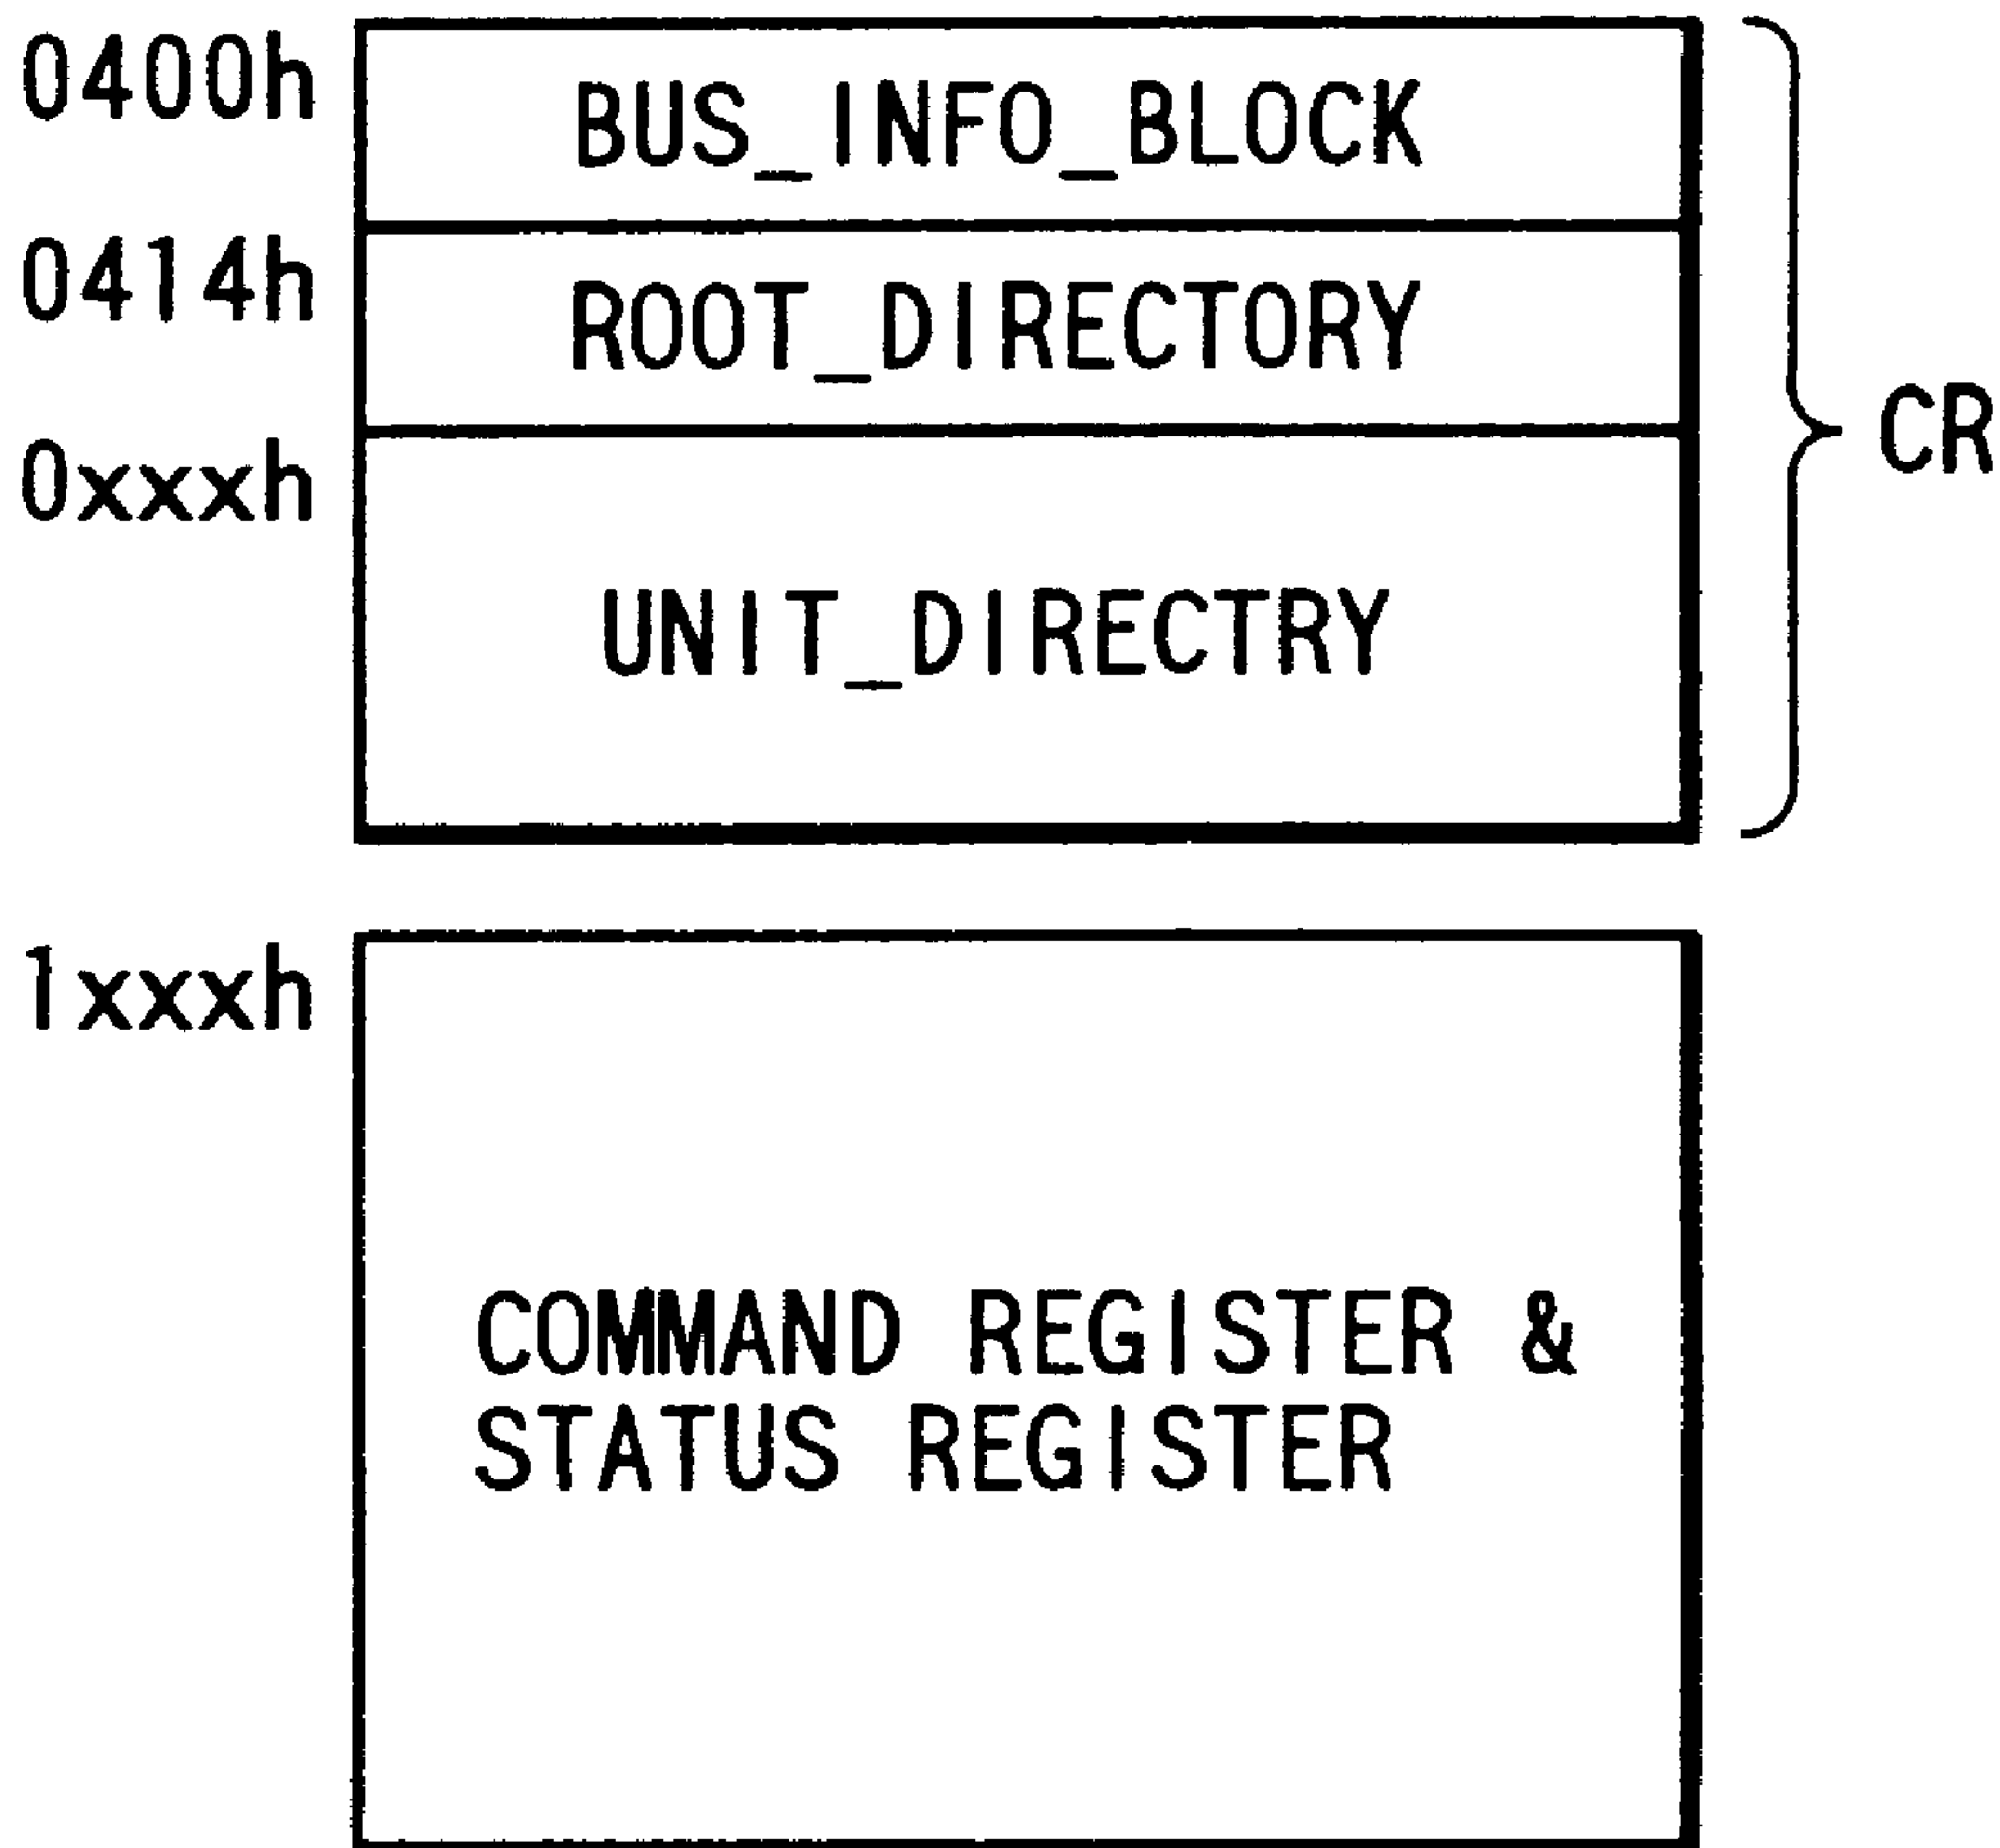 0400h
BUS_INFO_BLOCK
0414h
ROOT_DIRECTORY
0xxxh
CR
UNIT_DIRECTRY
1xxxh
COMMAND REGISTER &
STATUS REGISTER